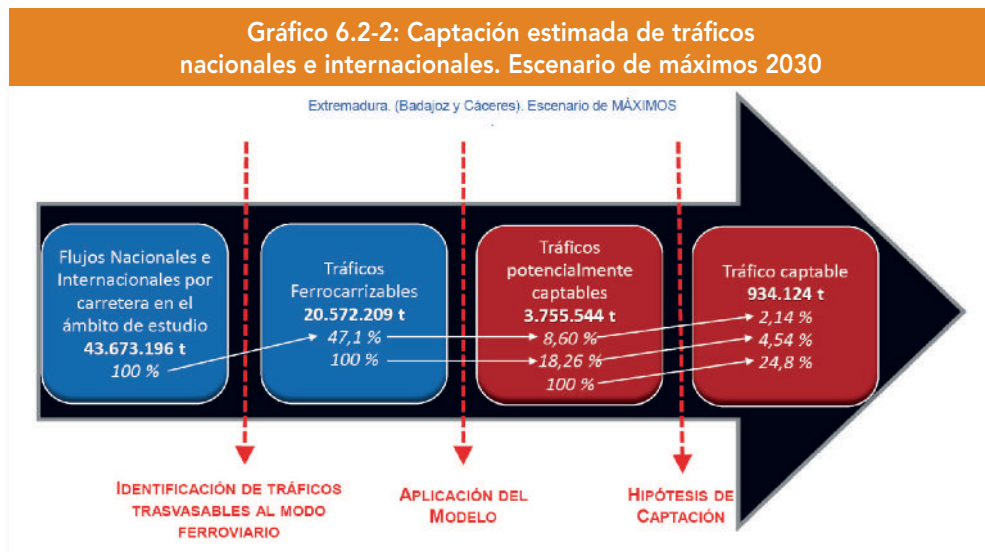 Gráfico 6.2-2: Captación estimada de tráficos
nacionales e internacionales. Escenario de máximos 2030
Extremadura. (Badajoz y Cáceres). Escenario de MÁXIMOS
Flujos Nacionales e
Internacionales por
carretera en el
ámbito de estudio
43.673.196 t
100 %
Tráficos
Ferrocarrizables
20.572.209 t
47,1 %
100 %
Tráficos
potencialmente
captables
3.755.544 t
8,60 %
18,26 %
100 %
Tráfico captable
934.124 t
2,14 %
4,54 %
24,8 %
IDENTIFICACIÓN DE TRÁFICOS
TRASVASABLES AL MODO
FERROVIARIO
APLICACIÓN DEL
MODELO
HIPÓTESIS DE
CAPTACIÓN